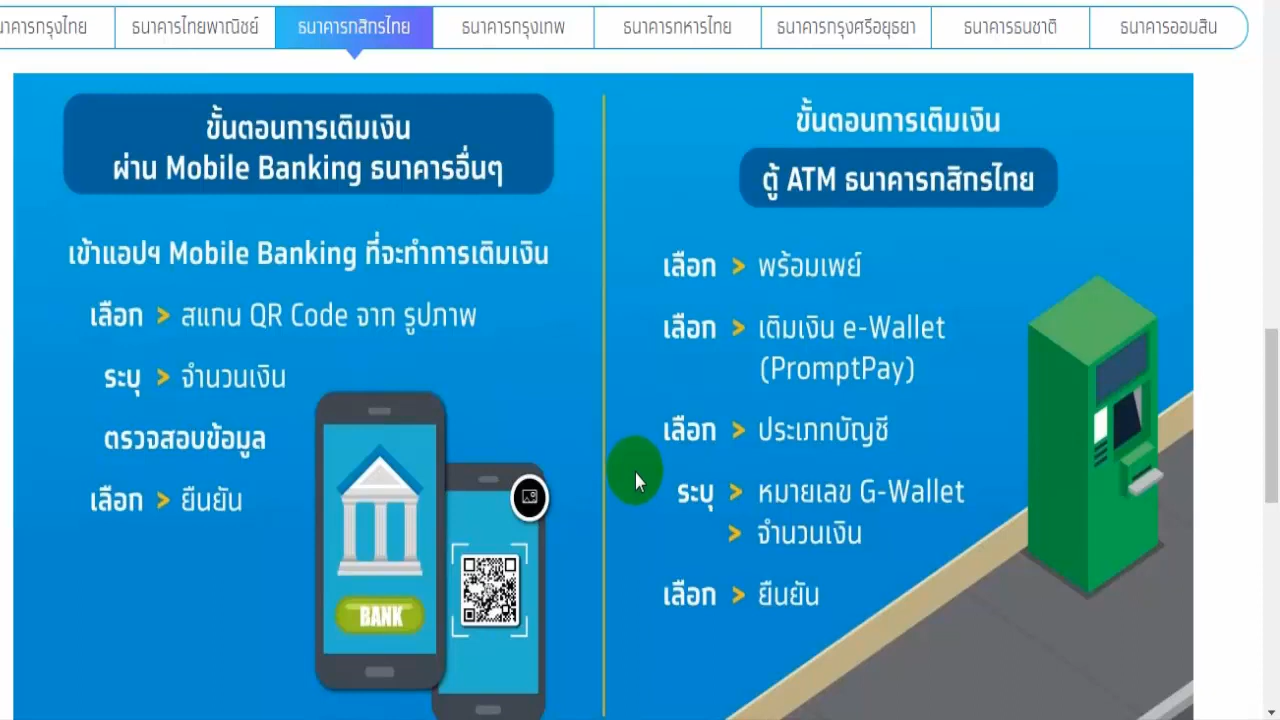 ธนาคารไทยพาณิชย์
ธนาคารกสิกรไทย
ธนาคารกรุงเทพ
ธนาคารทหารไทย
ธนาคารกรุงศรีอยุธยา
ธนาคารธนชาติ
ธนาคารออมสิน
ขั้นตอนการเติมเงิน
ผ่าน Mobile Banking ธนาคารอื่นๆ
เข้าแอปฯ Mobile Banking ที่จะทำการเติมเงิน
เลือก > สแกน QR Code จาก รูปภาพ
ระบุ > จำนวนเงิน
ตรวจสอบข้อมูล
เลือก > ยืนยัน
BANK
ขั้นตอนการเติมเงิน
ตู้ ATM ธนาคารกสิกรไทย
เลือก > พร้อมเพย์
เลือก > เติมเงิน e-Wallet
(PromptPay)
เลือก > ประเภทบัญชี
ระบุ > หมายเลข G-Wallet
> จำนวนเงิน
เลือก > ยืนยัน